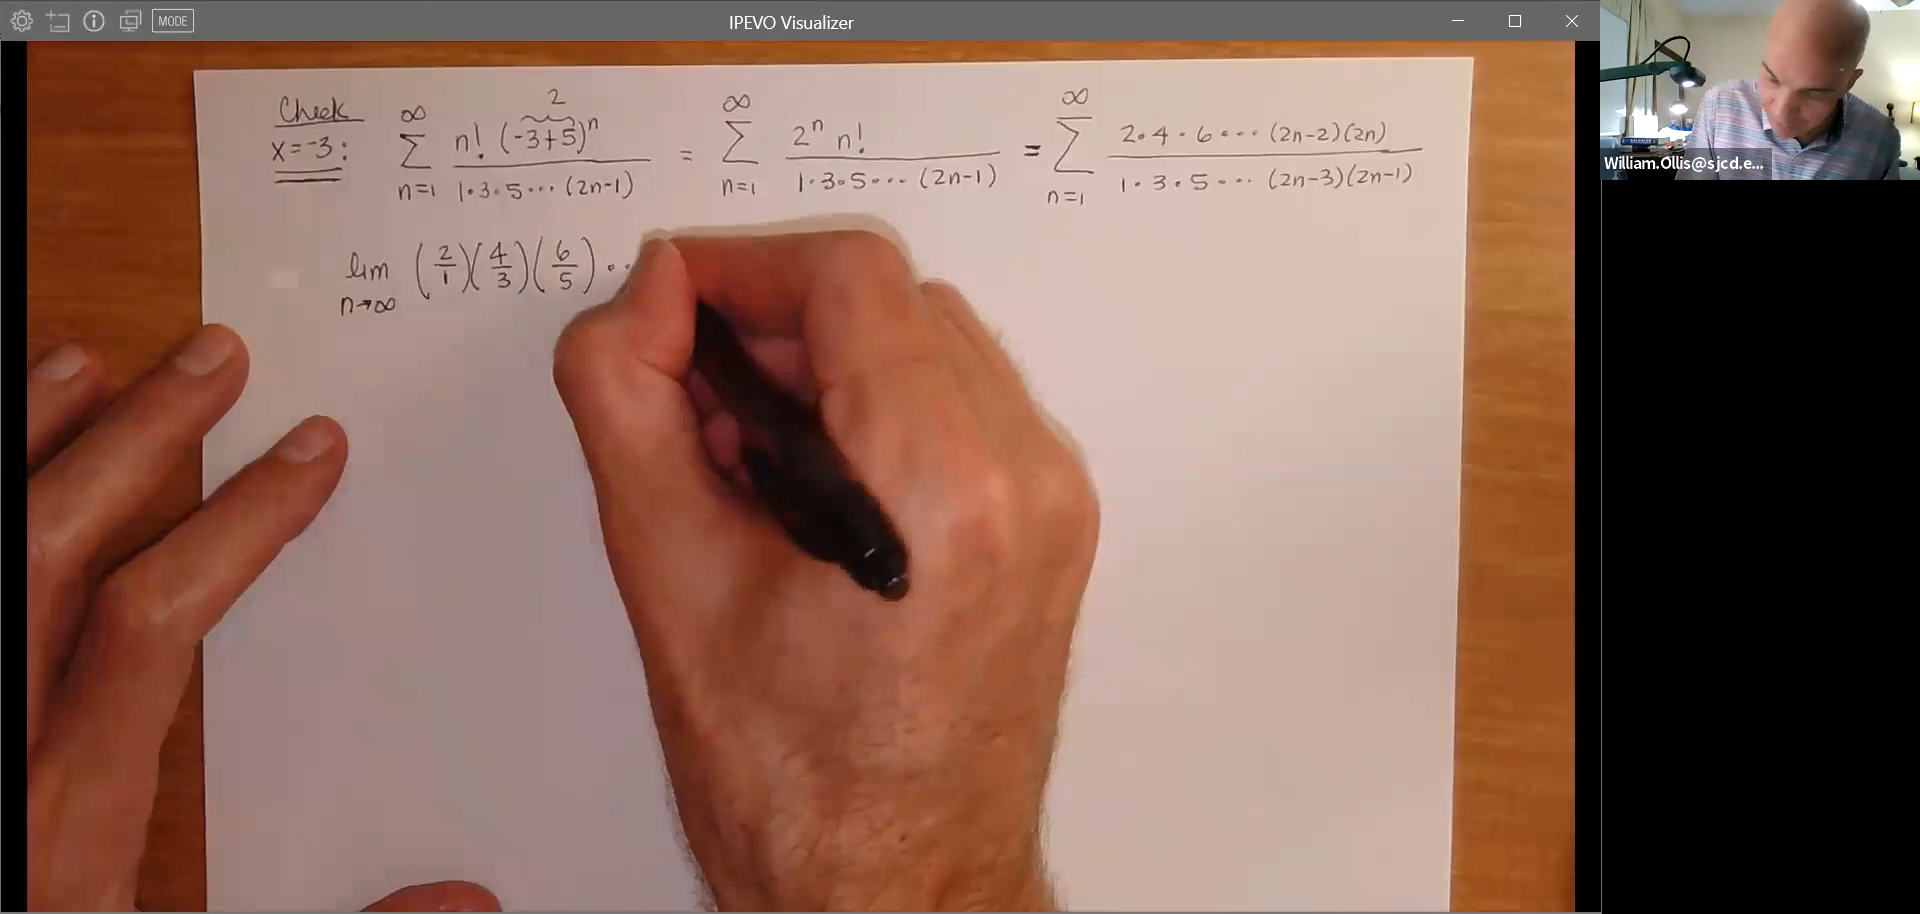 MODE
IPEVO Visualizer
William.Ollis@sjcd.e...
Check x=-3: ∞ Σ n=1 n! (-3+5)^n / 1·3·5··· (2n-1) = ∞ Σ n=1 2^n n! / 1·3·5··· (2n-1) = ∞ Σ n=1 2·4·6··· (2n-2)(2n) / 1·3·5··· (2n-3)(2n-1)
2
lim n→∞ (2/1)(4/3)(6/5)··